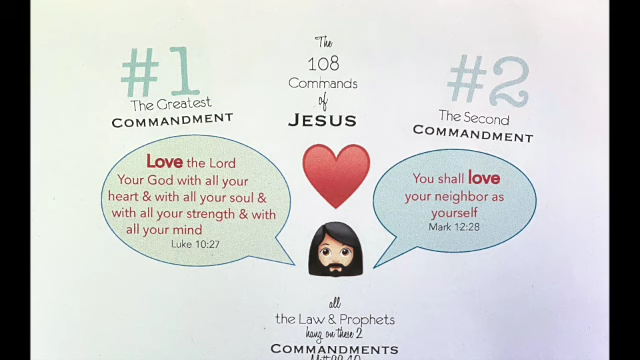 The
108
Commands
of
JESUS
#1
The Greatest
COMMANDMENT
Love the Lord
Your God with all your
heart & with all your soul &
with all your strength & with
all your mind
Luke 10:27
#2
The Second
COMMANDMENT
You shall love
your neighbor as
yourself
Mark 12:28
all
the Law & Prophets
hang on these 2
COMMANDMENTS